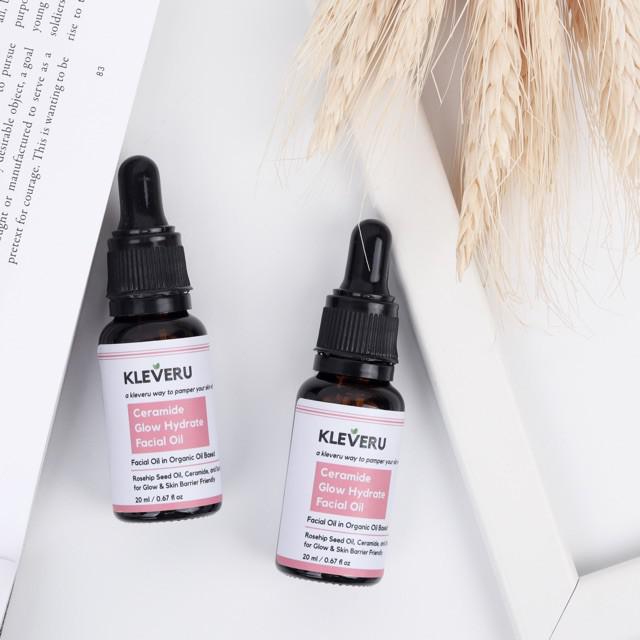 83
to pursue
desirable object, a goal
or manufactured to serve as a
pretext for courage. This is wanting to be
soldiers
rise to
young
KLEVERU
a kleveru way to pamper your skin
Ceramide
Glow Hydrate
Facial Oil
Facial Oil in Organic Oil Based
Rosehip Seed Oil, Ceramide, and
for Glow & Skin Barrier Friendly
20 ml / 0.67 fl oz
KLEVERU
a kleveru way to pamper your skin
Ceramide
Glow Hydrate
Facial Oil
Facial Oil in Organic Oil Based
Rosehip Seed Oil, Ceramide,
for Glow & Skin Barrier Friendly
20 ml / 0.67 fl oz